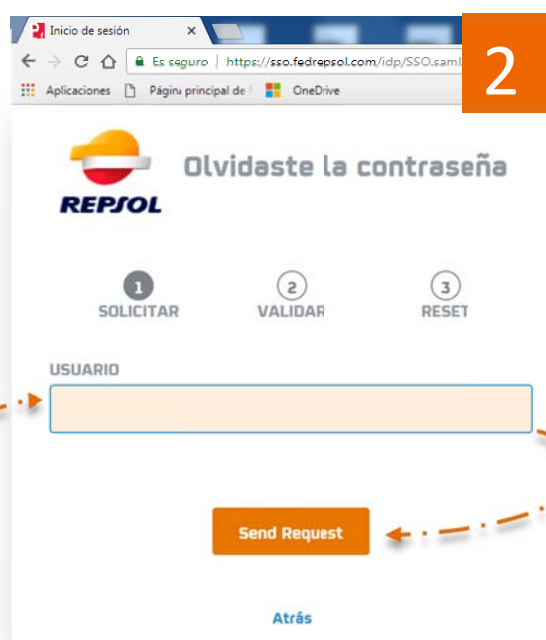 Inicio de sesión
2
Es seguro | https://sso.fedrepsol.com/idp/SSO.saml
Aplicaciones Página principal de OneDrive
Olvidaste la contraseña
REPSOL
1 2 3
SOLICITAR VALIDAR RESET
USUARIO
Send Request
Atrás